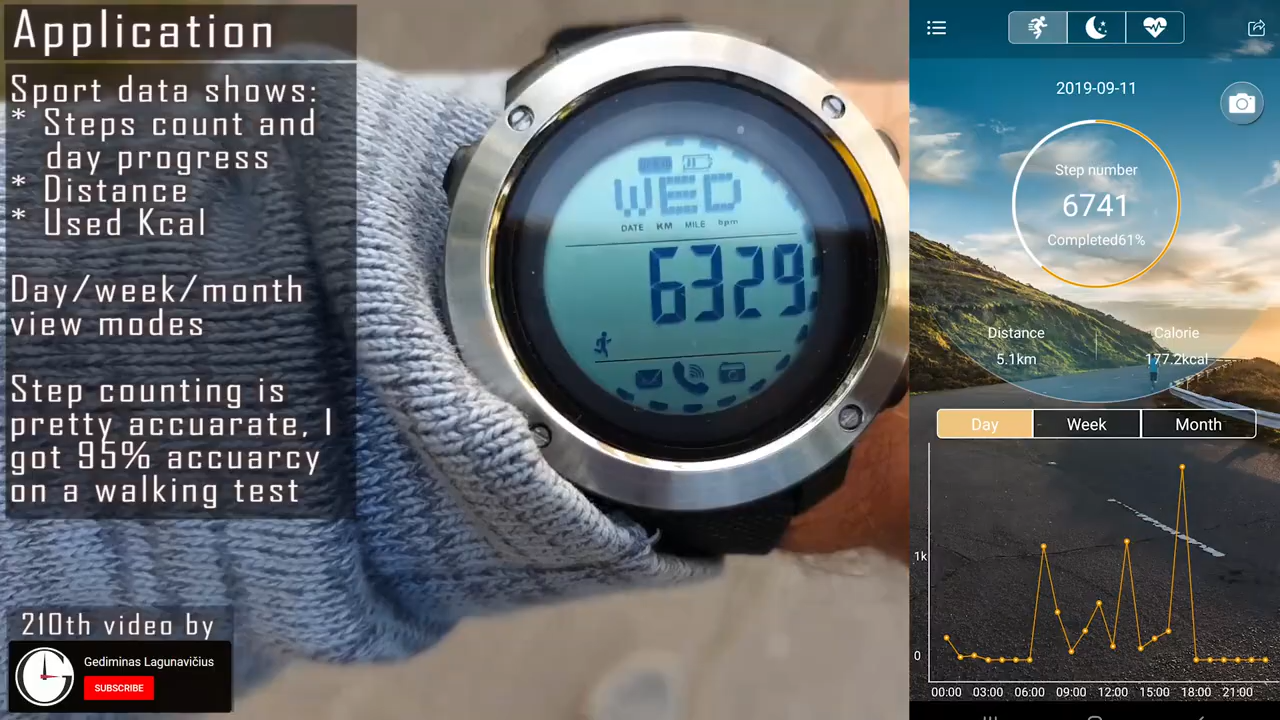 Application
Sport data shows:
* Steps count and
day progress
* Distance
* Used Kcal
Day/week/month
view modes
Step counting is
pretty accuarate, I
got 95% accuarcy
on a walking test
210th video by
Gediminas Lagunavičius
SUBSCRIBE
WED
DATE KM MILE bpm
6329
2019-09-11
Step number
6741
Completed61%
Distance
Calorie
5.1km
177.2kcal
Day
Week
Month
1k
0
00:00 03:00 06:00 09:00 12:00 15:00 18:00 21:00